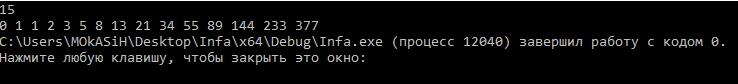 15
0 1 1 2 3 5 8 13 21 34 55 89 144 233 377
C:\Users\MOkASiH\Desktop\Infa\x64\Debug\Infa.exe (процесс 12040) завершил работу с кодом 0.
Нажмите любую клавишу, чтобы закрыть это окно: